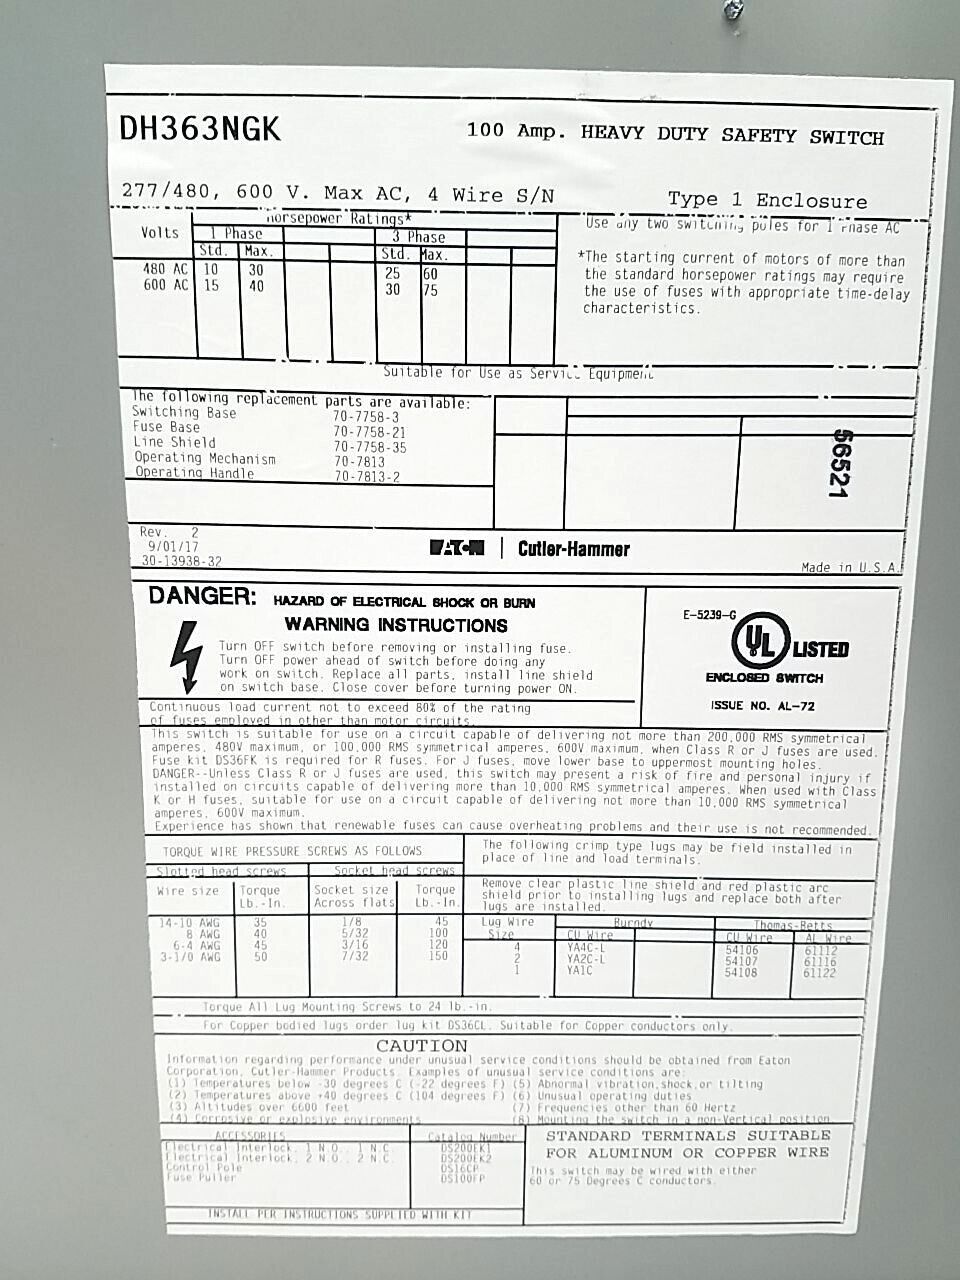 DH363NGK 100 Amp. HEAVY DUTY SAFETY SWITCH
277/480, 600 V. Max AC, 4 Wire S/N Type 1 Enclosure
Horsepower Ratings*
Volts 1 Phase 3 Phase
Std. Max. Std. Max.
480 AC 10 30 25 60
600 AC 15 40 30 75
Use any two switching poles for 1 Phase AC
*The starting current of motors of more than
the standard horsepower ratings may require
the use of fuses with appropriate time-delay
characteristics.
Suitable for Use as Service Equipment
The following replacement parts are available:
Switching Base 70-7758-3
Fuse Base 70-7758-21
Line Shield 70-7758-35
Operating Mechanism 70-7813
Operating Handle 70-7813-2
56521
Rev. 2
9/01/17
30-13938-32
EATON | Cutler-Hammer
Made in U.S.A.
DANGER: HAZARD OF ELECTRICAL SHOCK OR BURN
WARNING INSTRUCTIONS
Turn OFF switch before removing or installing fuse.
Turn OFF power ahead of switch before doing any
work on switch. Replace all parts, install line shield
on switch base. Close cover before turning power ON.
Continuous load current not to exceed 80% of the rating
of fuses employed in other than motor circuits.
E-5239-G
UL LISTED
ENCLOSED SWITCH
ISSUE NO. AL-72
This switch is suitable for use on a circuit capable of delivering not more than 200,000 RMS symmetrical
amperes, 480V maximum, or 100,000 RMS symmetrical amperes, 600V maximum, when Class R or J fuses are used.
Fuse kit DS36FK is required for R fuses. For J fuses, move lower base to uppermost mounting holes.
DANGER--Unless Class R or J fuses are used, this switch may present a risk of fire and personal injury if
installed on circuits capable of delivering more than 10,000 RMS symmetrical amperes. When used with Class
K or H fuses, suitable for use on a circuit capable of delivering not more than 10,000 RMS symmetrical
amperes, 600V maximum.
Experience has shown that renewable fuses can cause overheating problems and their use is not recommended.
TORQUE WIRE PRESSURE SCREWS AS FOLLOWS
Slotted head screws Socket head screws
Wire size Torque Socket size Torque
Lb.-In. Across flats Lb.-In.
14-10 AWG 35 1/8 45
8 AWG 40 5/32 100
6-4 AWG 45 3/16 120
3-1/0 AWG 50 7/32 150
The following crimp type lugs may be field installed in
place of line and load terminals.
Remove clear plastic line shield and red plastic arc
shield prior to installing lugs and replace both after
lugs are installed.
Lug Wire Burndy Thomas-Betts
Size CU Wire CU Wire AL Wire
4 YA4C-L 54106 61112
2 YA2C-L 54107 61116
1 YA1C 54108 61122
Torque All Lug Mounting Screws to 24 lb.-in.
For Copper bodied lugs order lug kit DS36CL. Suitable for Copper conductors only.
CAUTION
Information regarding performance under unusual service conditions should be obtained from Eaton
Corporation, Cutler-Hammer Products. Examples of unusual service conditions are:
(1) Temperatures below -30 degrees C (-22 degrees F) (5) Abnormal vibration, shock, or tilting
(2) Temperatures above +40 degrees C (104 degrees F) (6) Unusual operating duties
(3) Altitudes over 6600 feet (7) Frequencies other than 60 Hertz
(4) Corrosive or explosive environments (8) Mounting the switch in a non-Vertical position
ACCESSORIES Catalog Number
Electrical Interlock, 1 N.O., 1 N.C. DS200EK1
Electrical Interlock, 2 N.O., 2 N.C. DS200EK2
Control Pole DS16CP
Fuse Puller DS100FP
INSTALL PER INSTRUCTIONS SUPPLIED WITH KIT
STANDARD TERMINALS SUITABLE
FOR ALUMINUM OR COPPER WIRE
This switch may be wired with either
60 or 75 Degrees C conductors.